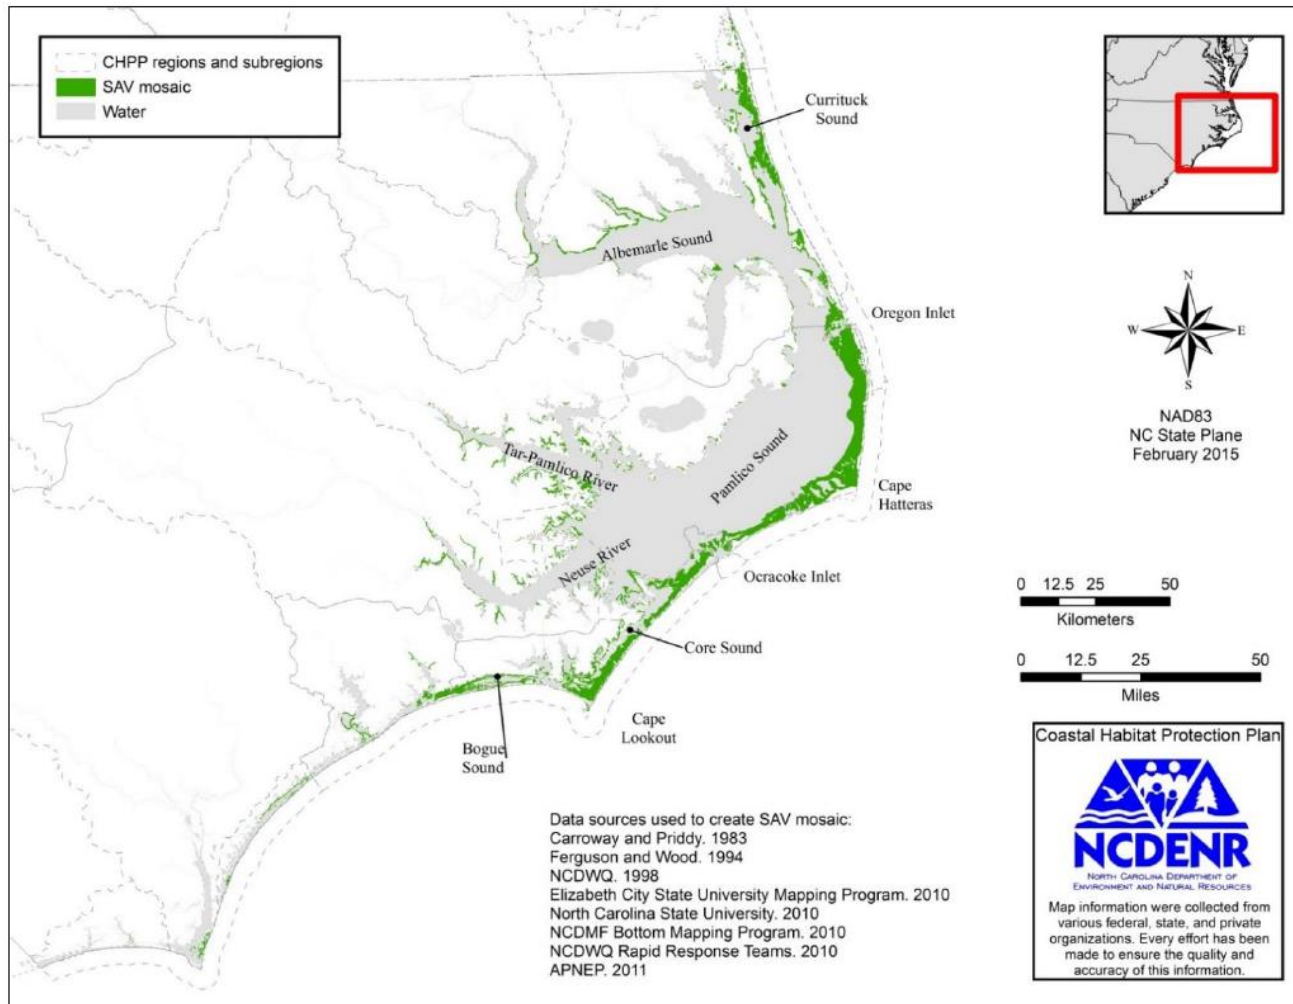 CHPP regions and subregions
SAV mosaic
Water
Currituck
Sound
Albemarle Sound
Oregon Inlet
N
W
E
S
NAD83
NC State Plane
February 2015
Tar-Pamlico River
Pamlico Sound
Cape
Hatteras
Neuse River
Ocracoke Inlet
Core Sound
Cape
Lookout
Bogue
Sound
0 12.5 25 50
Kilometers
0 12.5 25 50
Miles
Data sources used to create SAV mosaic:
Carroway and Priddy. 1983
Ferguson and Wood. 1994
NCDWQ. 1998
Elizabeth City State University Mapping Program. 2010
North Carolina State University. 2010
NCDMF Bottom Mapping Program. 2010
NCDWQ Rapid Response Teams. 2010
APNEP. 2011
Coastal Habitat Protection Plan
NCDENR
NORTH CAROLINA DEPARTMENT OF
ENVIRONMENT AND NATURAL RESOURCES
Map information were collected from
various federal, state, and private
organizations. Every effort has been
made to ensure the quality and
accuracy of this information.